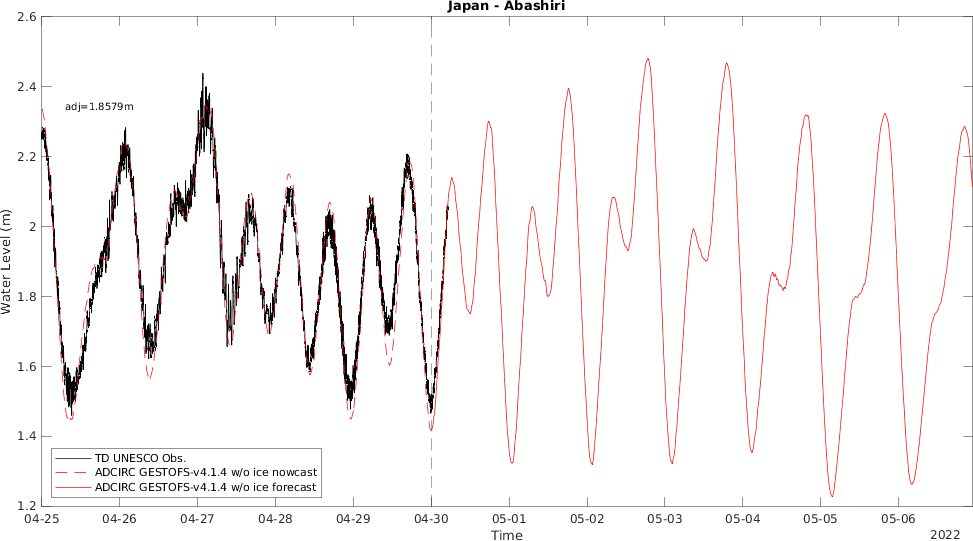 Japan - Abashiri
2.6
2.4
2.2
2
1.8
1.6
1.4
1.2
Water Level (m)
adj=1.8579m
TD UNESCO Obs.
ADCIRC GESTOFS-v4.1.4 w/o ice nowcast
ADCIRC GESTOFS-v4.1.4 w/o ice forecast
04-25 04-26 04-27 04-28 04-29 04-30 05-01 05-02 05-03 05-04 05-05 05-06
Time
2022